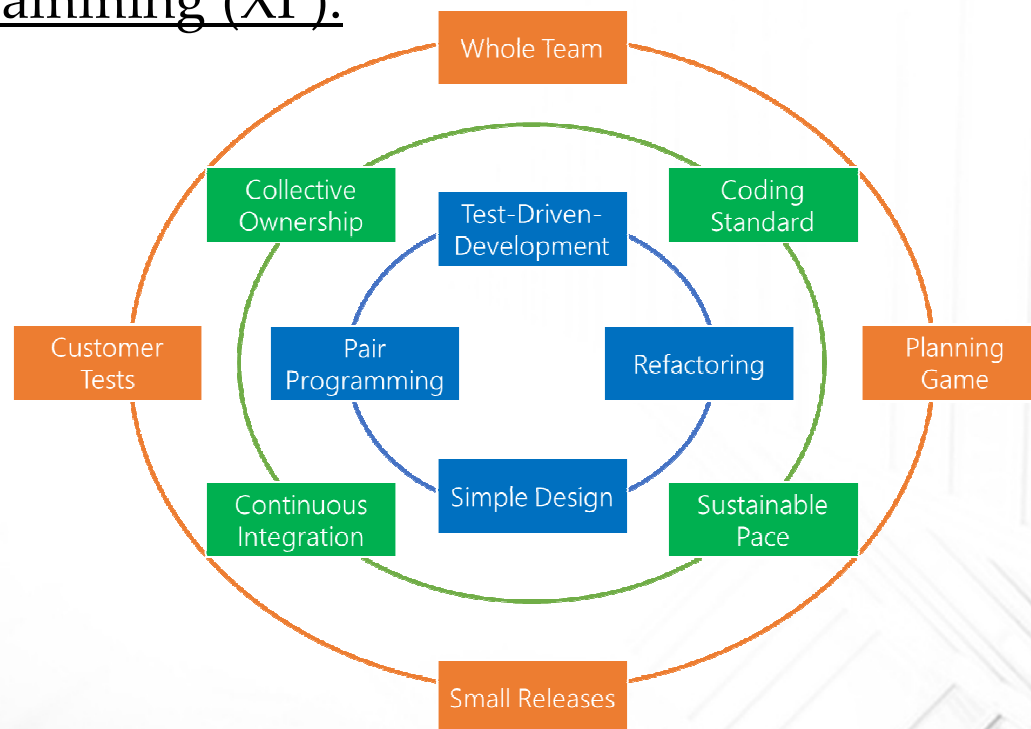 (XP):
Whole Team
Collective
Ownership
Test-Driven-
Development
Coding
Standard
Customer
Tests
Pair
Programming
Refactoring
Planning
Game
Continuous
Integration
Simple Design
Sustainable
Pace
Small Releases